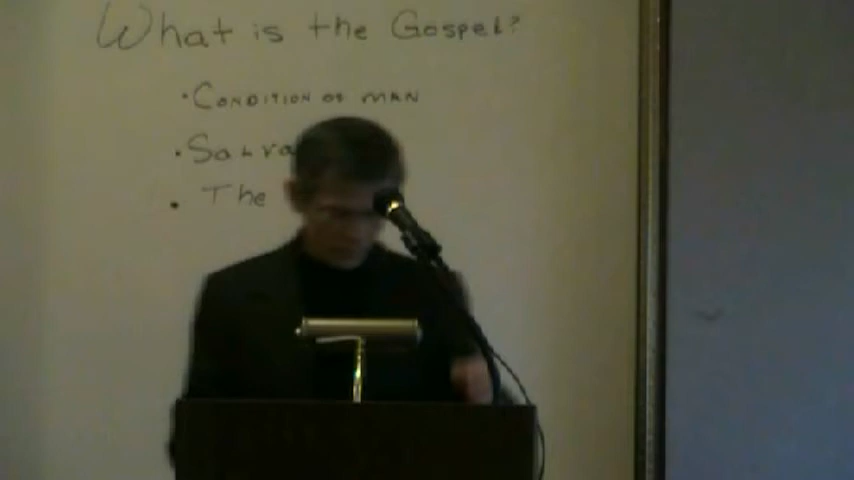 What is the Gospel?
• CONDITION OF MAN
• Salva
• The